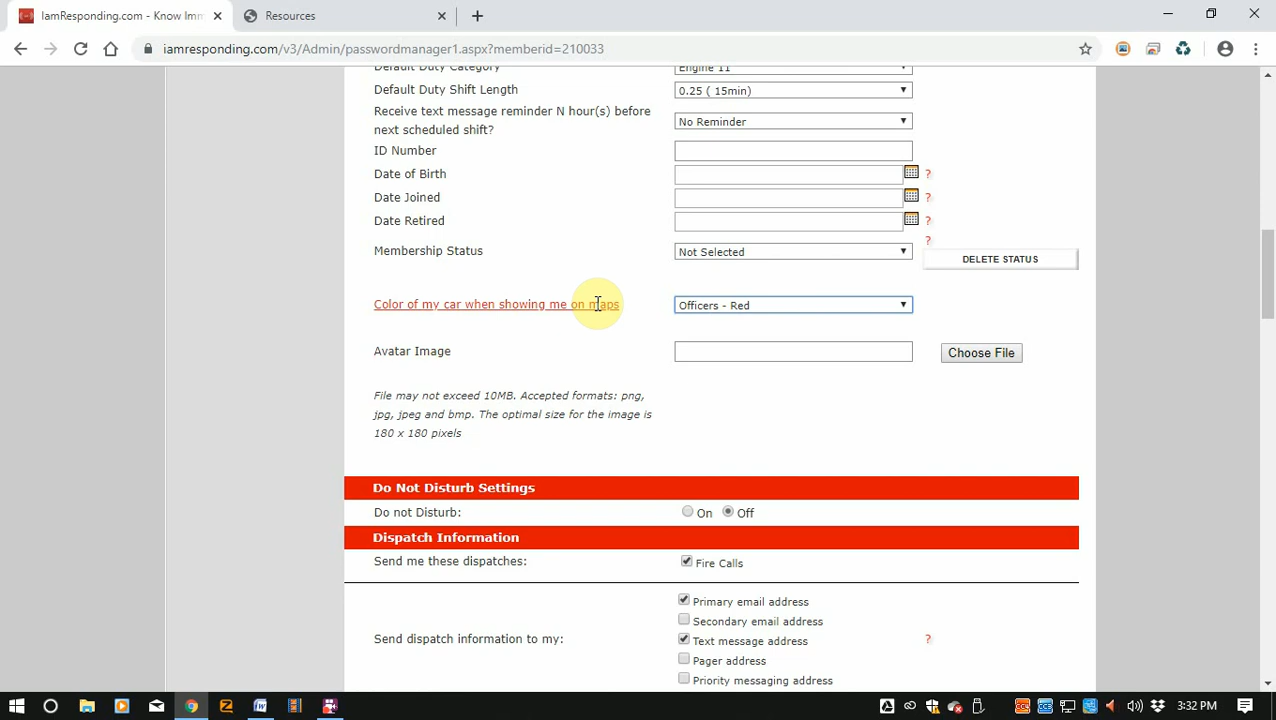 IamResponding.com - Know Imm
Resources
iamresponding.com/v3/Admin/passwordmanager1.aspx?memberid=210033
Default Duty Category
Engine 11
Default Duty Shift Length
0.25 ( 15min)
Receive text message reminder N hour(s) before
next scheduled shift?
No Reminder
ID Number
Date of Birth
?
Date Joined
?
Date Retired
?
?
Membership Status
Not Selected
DELETE STATUS
Color of my car when showing me on maps
Officers - Red
Avatar Image
Choose File
File may not exceed 10MB. Accepted formats: png,
jpg, jpeg and bmp. The optimal size for the image is
180 x 180 pixels
Do Not Disturb Settings
Do not Disturb:
On
Off
Dispatch Information
Send me these dispatches:
Fire Calls
Primary email address
Secondary email address
Send dispatch information to my:
Text message address
?
Pager address
Priority messaging address
3:32 PM